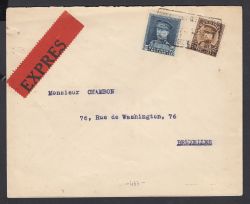 EXPRES
Monsieur CHAMBON
76, Rue de Washington, 76
BRUXELLES